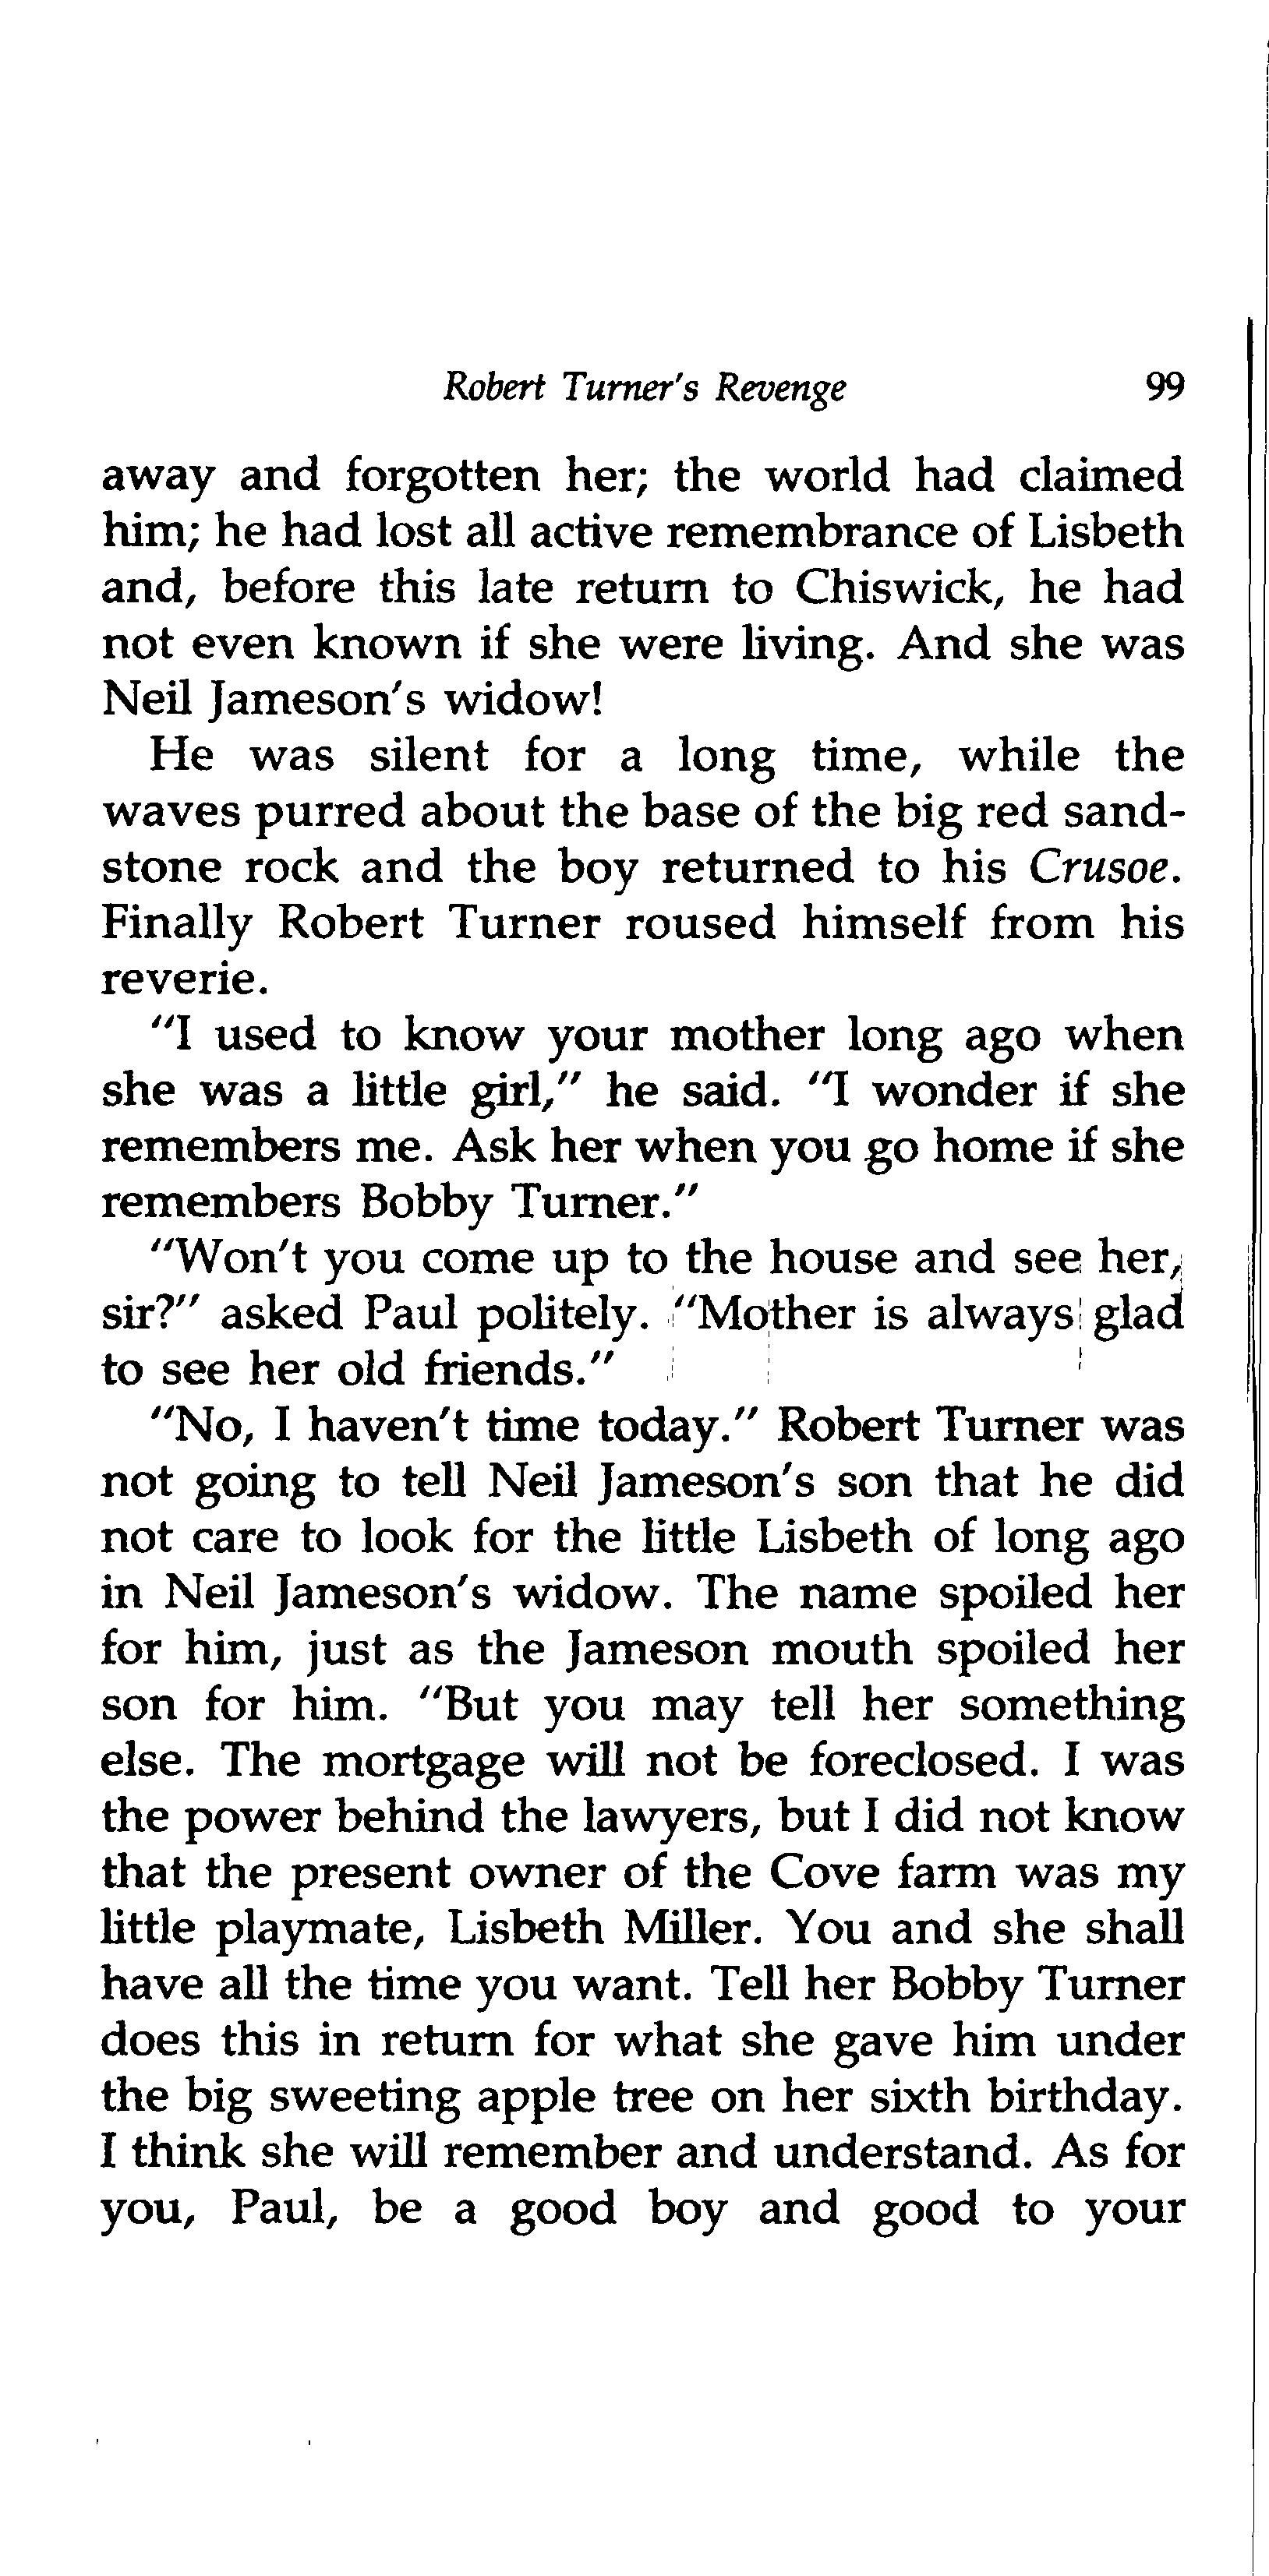 Robert Turner's Revenge 99
away and forgotten her; the world had claimed
him; he had lost all active remembrance of Lisbeth
and, before this late return to Chiswick, he had
not even known if she were living. And she was
Neil Jameson's widow!
He was silent for a long time, while the
waves purred about the base of the big red sand-
stone rock and the boy returned to his Crusoe.
Finally Robert Turner roused himself from his
reverie.
"I used to know your mother long ago when
she was a little girl," he said. "I wonder if she
remembers me. Ask her when you go home if she
remembers Bobby Turner."
"Won't you come up to the house and see her,
sir?" asked Paul politely. "Mother is always glad
to see her old friends."
"No, I haven't time today." Robert Turner was
not going to tell Neil Jameson's son that he did
not care to look for the little Lisbeth of long ago
in Neil Jameson's widow. The name spoiled her
for him, just as the Jameson mouth spoiled her
son for him. "But you may tell her something
else. The mortgage will not be foreclosed. I was
the power behind the lawyers, but I did not know
that the present owner of the Cove farm was my
little playmate, Lisbeth Miller. You and she shall
have all the time you want. Tell her Bobby Turner
does this in return for what she gave him under
the big sweeting apple tree on her sixth birthday.
I think she will remember and understand. As for
you, Paul, be a good boy and good to your